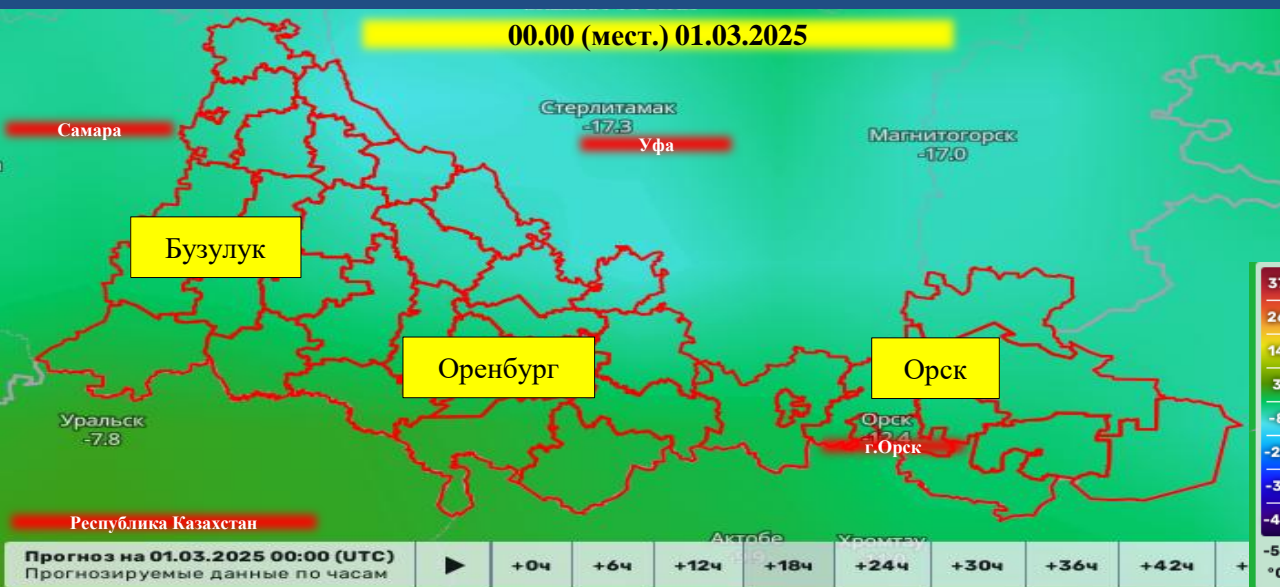 00.00 (мест.) 01.03.2025
Стерлитамак
-17.3
Самара
Уфа
Магнитогорск
-17.0
Бузулук
Оренбург
Орск
Уральск
-7.8
Орск
г.Орск
Республика Казахстан
Актобе
Хромтау
Прогноз на 01.03.2025 00:00 (UTC)
Прогнозируемые данные по часам
+0ч +6ч +12ч +18ч +24ч +30ч +36ч +42ч +